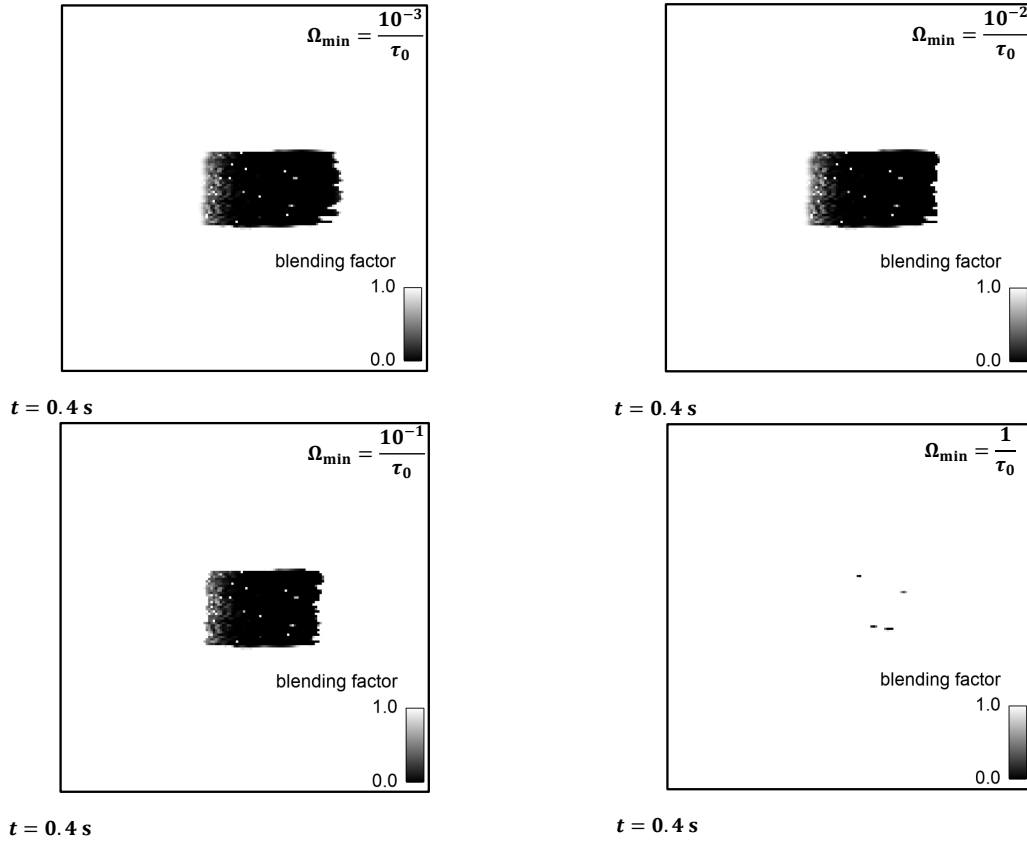 Ω_min = 10^-3/τ_0
blending factor
1.0
0.0
t = 0.4 s
Ω_min = 10^-2/τ_0
blending factor
1.0
0.0
t = 0.4 s
Ω_min = 10^-1/τ_0
blending factor
1.0
0.0
t = 0.4 s
Ω_min = 1/τ_0
blending factor
1.0
0.0
t = 0.4 s